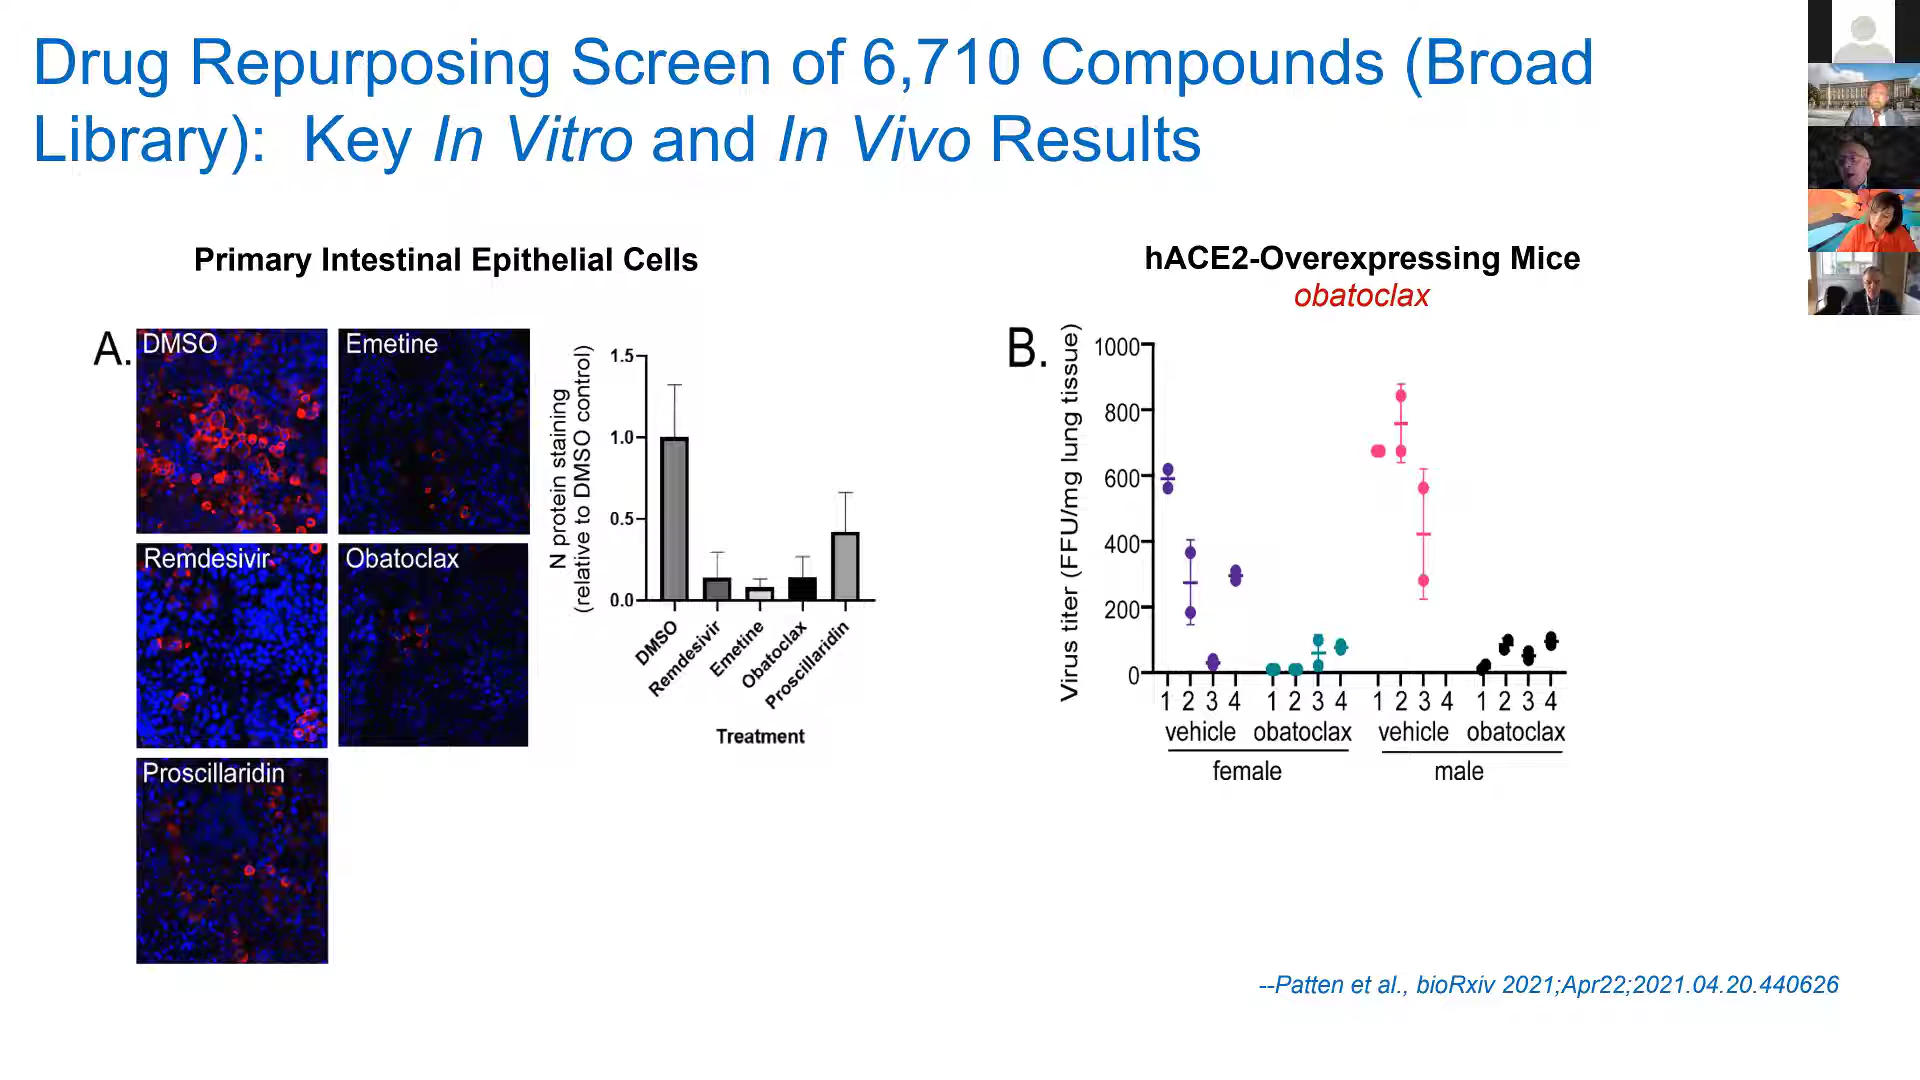 Drug Repurposing Screen of 6,710 Compounds (Broad
Library): Key In Vitro and In Vivo Results
Primary Intestinal Epithelial Cells
A.
DMSO
Emetine
Remdesivir
Obatoclax
Proscillaridin
N protein staining
(relative to DMSO control)
1.5
1.0
0.5
0.0
DMSO
Remdesivir
Emetine
Obatoclax
Proscillaridin
Treatment
hACE2-Overexpressing Mice
obatoclax
B.
Virus titer (FFU/mg lung tissue)
1000
800
600
400
200
0
1 2 3 4 1 2 3 4 1 2 3 4 1 2 3 4
vehicle obatoclax vehicle obatoclax
female male
--Patten et al., bioRxiv 2021;Apr22;2021.04.20.440626